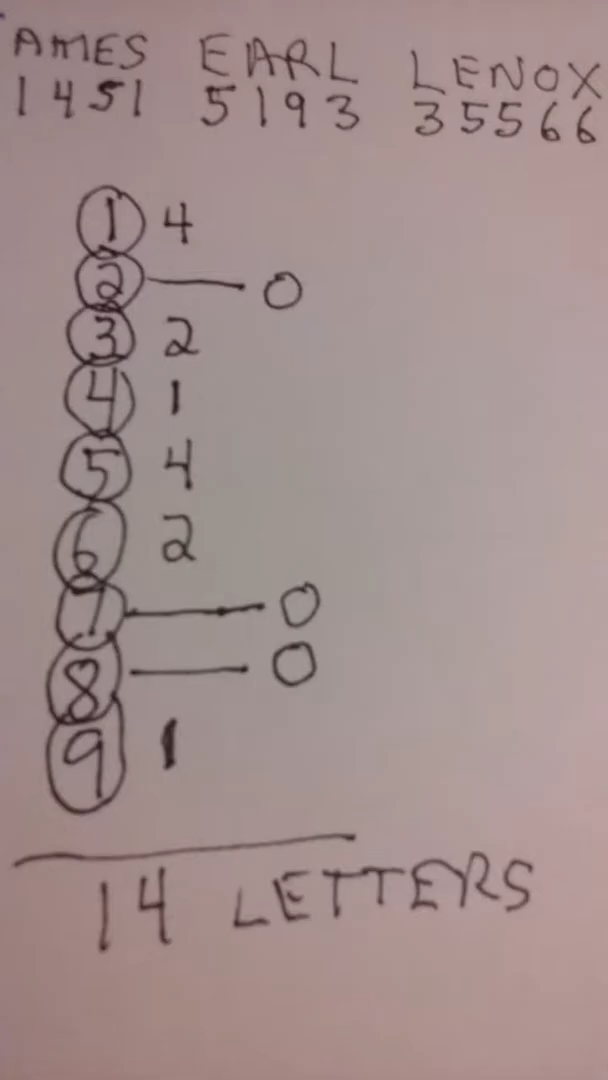 AMES EARL LENOX
1451 5193 35566
1 4
2 — 0
3 2
4 1
5 4
6 2
7 — 0
8 — 0
9 1
14 LETTERS